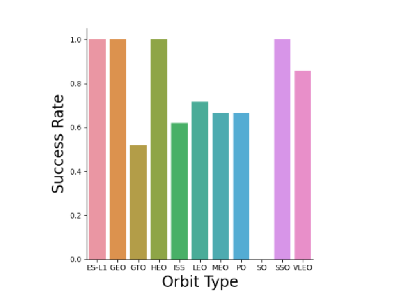 1.0
0.8
0.6
0.4
0.2
0.0
Success Rate
ES-L1 GEO GTO HEO ISS LEO MEO PO SO SSO VLEO
Orbit Type